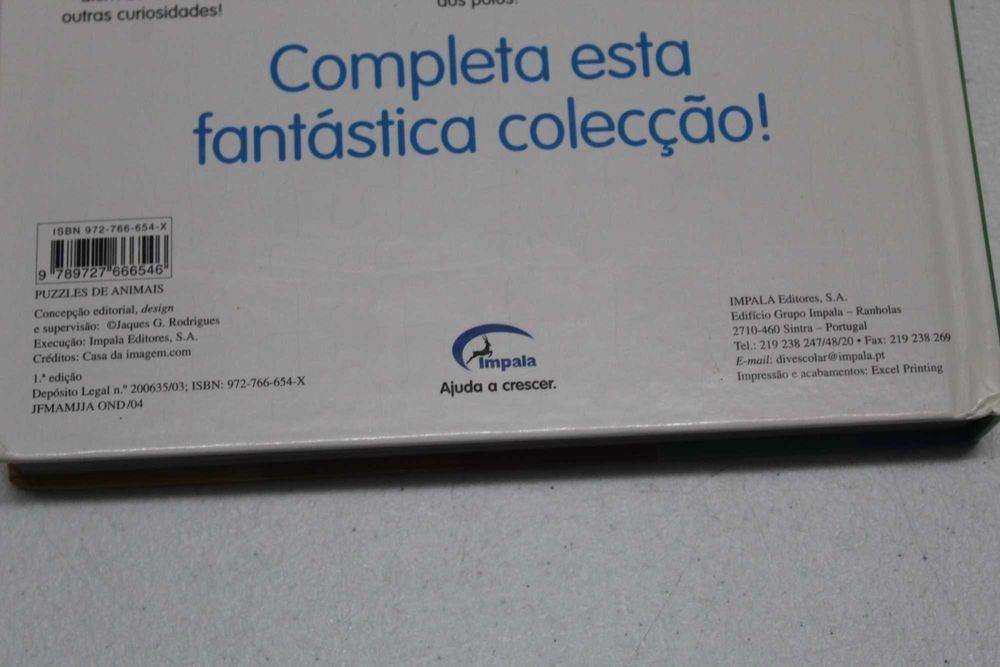 outras curiosidades!
dos pólos!
Completa esta
fantástica colecção!
ISBN 972-766-654-X
9 789727 666546
PUZZLES DE ANIMAIS
Concepção editorial, design
e supervisão: ©Jaques G. Rodrigues
Execução: Impala Editores, S.A.
Créditos: Casa da imagem.com
1.ª edição
Depósito Legal n.º 200635/03; ISBN: 972-766-654-X
JFMAMJJA OND/04
Impala
Ajuda a crescer.
IMPALA Editores, S.A.
Edifício Grupo Impala – Ranholas
2710-460 Sintra – Portugal
Tel.: 219 238 247/48/20 • Fax: 219 238 269
E-mail: divescolar@impala.pt
Impressão e acabamentos: Excel Printing